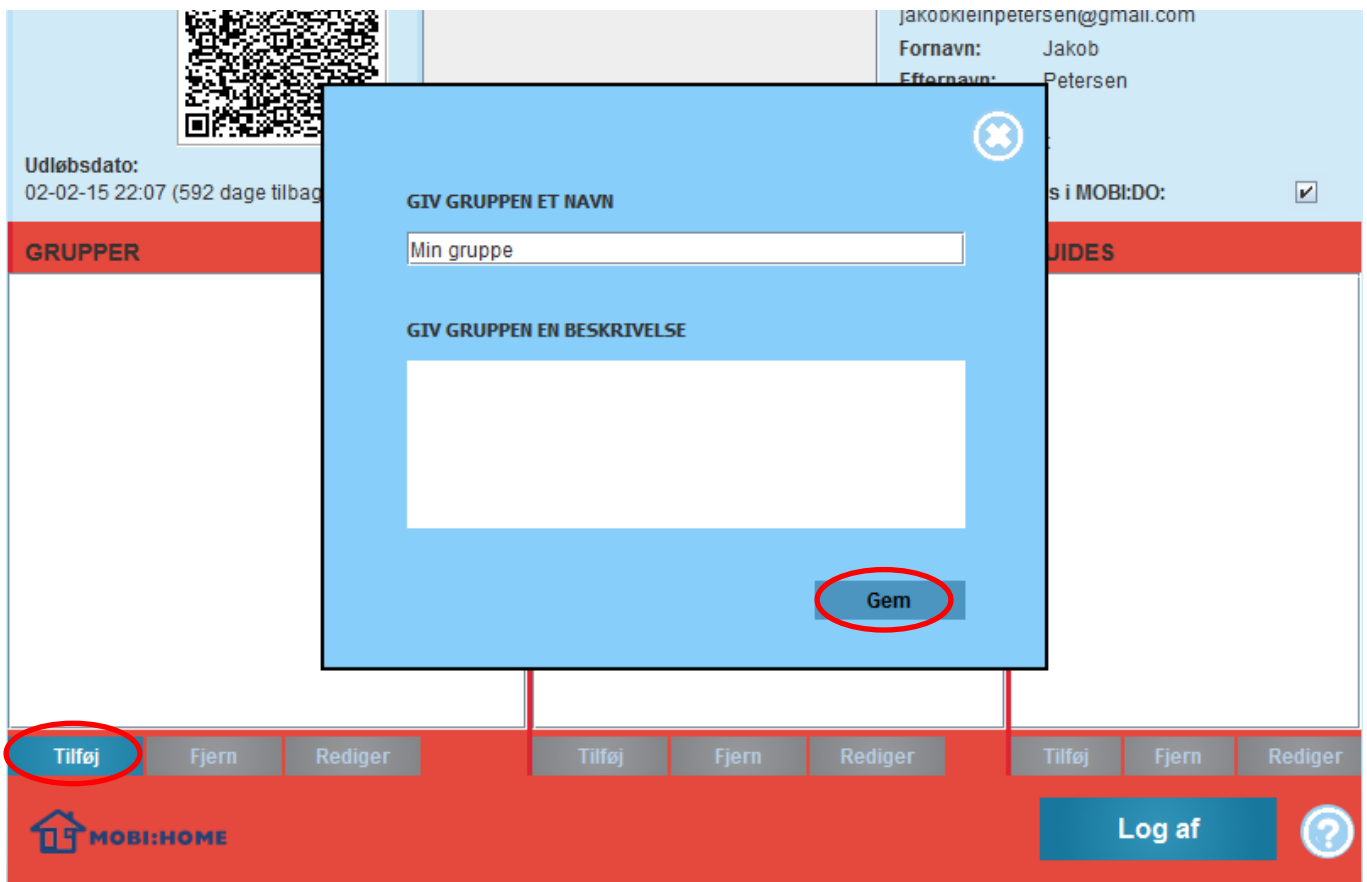 jakobkleinpetersen@gmail.com
Fornavn: Jakob
Efternavn: Petersen
Udløbsdato:
02-02-15 22:07 (592 dage tilbag
s i MOBI:DO:
GRUPPER
UIDES
GIV GRUPPEN ET NAVN
Min gruppe
GIV GRUPPEN EN BESKRIVELSE
Gem
Tilføj Fjern Rediger Tilføj Fjern Rediger Tilføj Fjern Rediger
MOBI:HOME
Log af
?